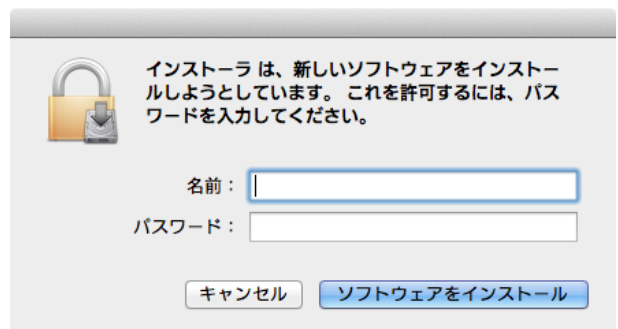 インストーラ は、新しいソフトウェアをインストー
ルしようとしています。 これを許可するには、パス
ワードを入力してください。
名前：
パスワード：
キャンセル ソフトウェアをインストール